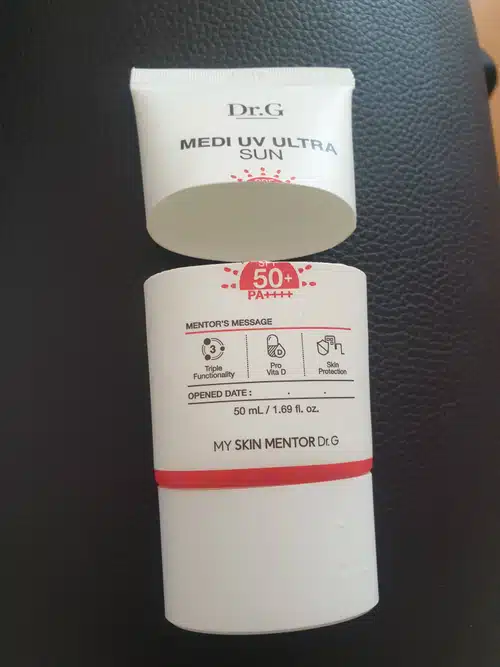 Dr.G
MEDI UV ULTRA
SUN
SPF
50+
PA++++
MENTOR'S MESSAGE
3
Triple
Functionality
D
Pro
Vita D
Skin
Protection
OPENED DATE : . .
50 mL / 1.69 fl. oz.
MY SKIN MENTOR Dr.G